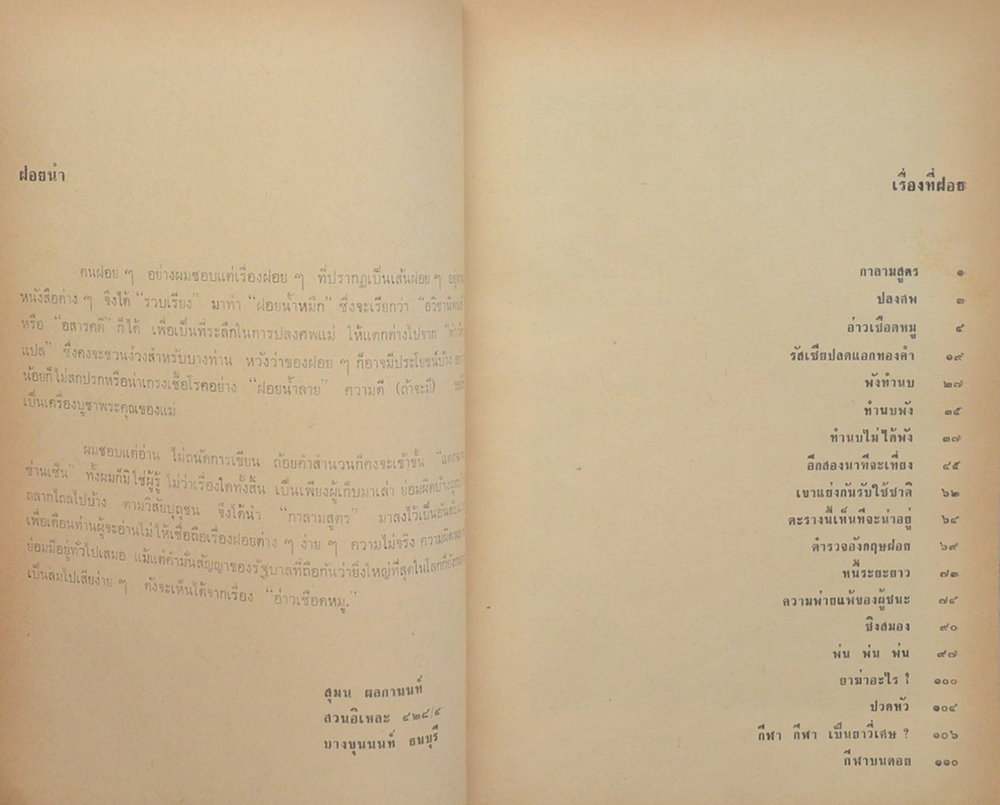 ฝอยนำ
คนฝอย ๆ อย่างผมชอบแต่เรื่องฝอย ๆ ที่ปรากฏเป็นเส้นฝอย ๆ
หนังสือต่าง ๆ จึงได้ “รวบเรียง” มาทำ “ฝอยน้ำหมึก” ซึ่งจะเรียกว่า
หรือ “อสารคดี” ก็ได้ เพื่อเป็นที่ระลึกในการปลงศพแม่ ให้แตกต่างไปจาก
แปล” ซึ่งคงจะชวนง่วงสำหรับบางท่าน หวังว่าของฝอย ๆ ก็อาจมีประโยชน์บ้าง อย่าง
น้อยก็ไม่สกปรกหรือน่าเกรงเชื้อโรคอย่าง “ฝอยน้ำลาย” ความดี (ถ้าจะมี)
เป็นเครื่องบูชาพระคุณของแม่
ผมชอบแต่อ่าน ไม่ถนัดการเขียน ถ้อยคำสำนวนก็คงจะเข้าขั้น
ซ่านเซ็น” ทั้งผมก็มิใช่ผู้รู้ ไม่ว่าเรื่องใดทั้งสิ้น เป็นเพียงผู้เก็บมาเล่า ย่อมผิดบ้างถูกบ้าง
ถลากไถลไปบ้าง ตามวิสัยบุถุชน จึงได้นำ “กาลามสูตร” มาลงไว้เป็นอันดับแรก
เพื่อเตือนท่านผู้จะอ่านไม่ให้เชื่อถือเรื่องฝอยต่าง ๆ ง่าย ๆ ความไม่จริง ความผิดพลาด
ย่อมมีอยู่ทั่วไปเสมอ แม้แต่คำมั่นสัญญาของรัฐบาลที่ถือกันว่ายิ่งใหญ่ที่สุดในโลกก็ยัง
เป็นลมไปเสียง่าย ๆ ดังจะเห็นได้จากเรื่อง “อ่าวเชือดหมู.”
สุมน ผลกานนท์
สวนอิเหละ ๔๒๘/๕
บางขุนนนท์ ธนบุรี
เรื่องที่ฝอย
กาลามสูตร ๑
ปลงศพ ๓
อ่าวเชือดหมู ๕
รัสเซียปลดแอกทองคำ ๑๙
พังทำนบ ๒๗
ทำนบพัง ๓๕
ทำนบไม่ได้พัง ๓๗
อีกสองนาทีจะเที่ยง ๔๕
เขาแย่งกันรับใช้ชาติ ๖๒
ตะรางนี้เห็นทีจะน่าอยู่ ๖๔
ตำรวจอังกฤษฝอย ๖๙
หนีระยะยาว ๗๓
ความพ่ายแพ้ของผู้ชนะ ๗๔
ชิงสมอง ๙๐
พ่น พ่น พ่น ๙๗
ยาฆ่าอะไร ? ๑๐๐
ปวดหัว ๑๐๔
กีฬา กีฬา เป็นยาวิเศษ ? ๑๐๖
กีฬาบนดอย ๑๑๐